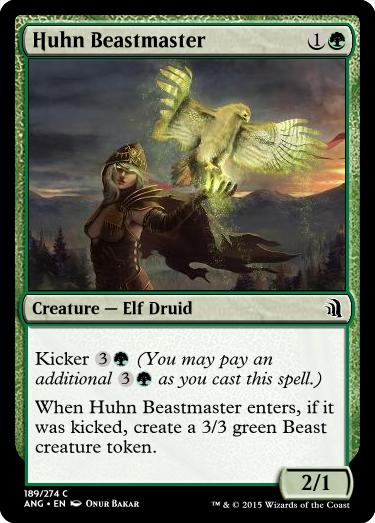 Huhn Beastmaster 1
Creature — Elf Druid
Kicker 3 (You may pay an
additional 3 as you cast this spell.)
When Huhn Beastmaster enters, if it
was kicked, create a 3/3 green Beast
creature token.
2/1
189/274 C
ANG • EN Onur Bakar
™ & © 2015 Wizards of the Coast